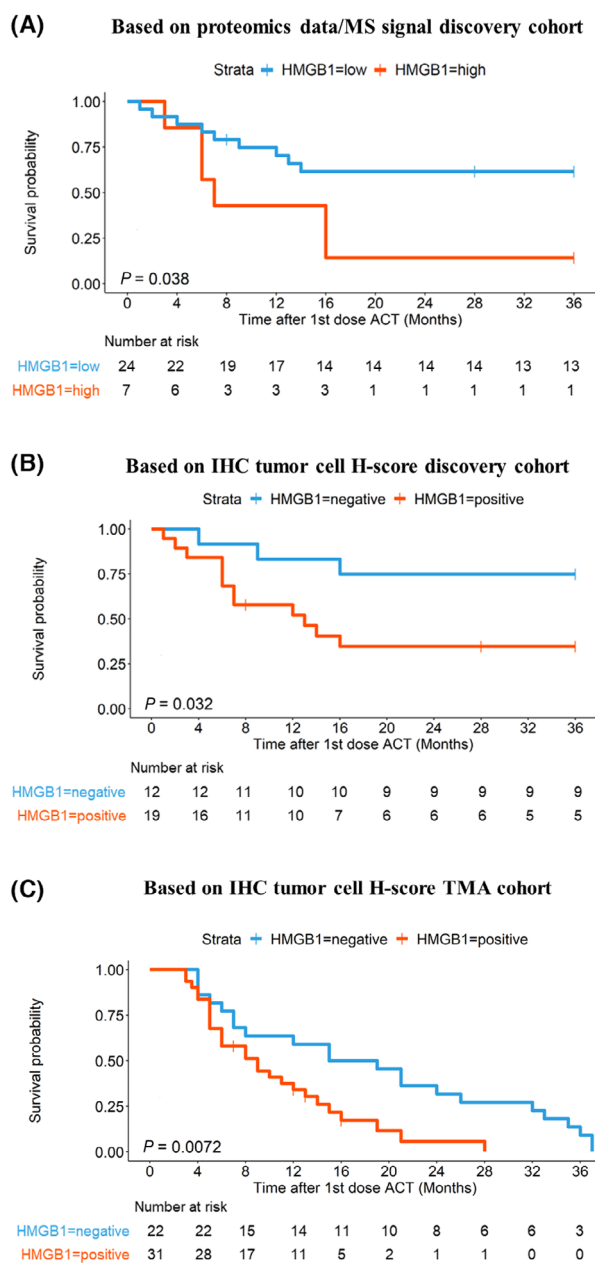 (A)
Based on proteomics data/MS signal discovery cohort
Strata HMGB1=low HMGB1=high
1.00
0.75
0.50
0.25
0.00
Survival probability
P = 0.038
0 4 8 12 16 20 24 28 32 36
Time after 1st dose ACT (Months)
Number at risk
HMGB1=low 24 22 19 17 14 14 14 14 13 13
HMGB1=high 7 6 3 3 3 1 1 1 1 1
(B)
Based on IHC tumor cell H-score discovery cohort
Strata HMGB1=negative HMGB1=positive
1.00
0.75
0.50
0.25
0.00
Survival probability
P = 0.032
0 4 8 12 16 20 24 28 32 36
Time after 1st dose ACT (Months)
Number at risk
HMGB1=negative 12 12 11 10 10 9 9 9 9 9
HMGB1=positive 19 16 11 10 7 6 6 6 5 5
(C)
Based on IHC tumor cell H-score TMA cohort
Strata HMGB1=negative HMGB1=positive
1.00
0.75
0.50
0.25
0.00
Survival probability
P = 0.0072
0 4 8 12 16 20 24 28 32 36
Time after 1st dose ACT (Months)
Number at risk
HMGB1=negative 22 22 15 14 11 10 8 6 6 3
HMGB1=positive 31 28 17 11 5 2 1 1 0 0